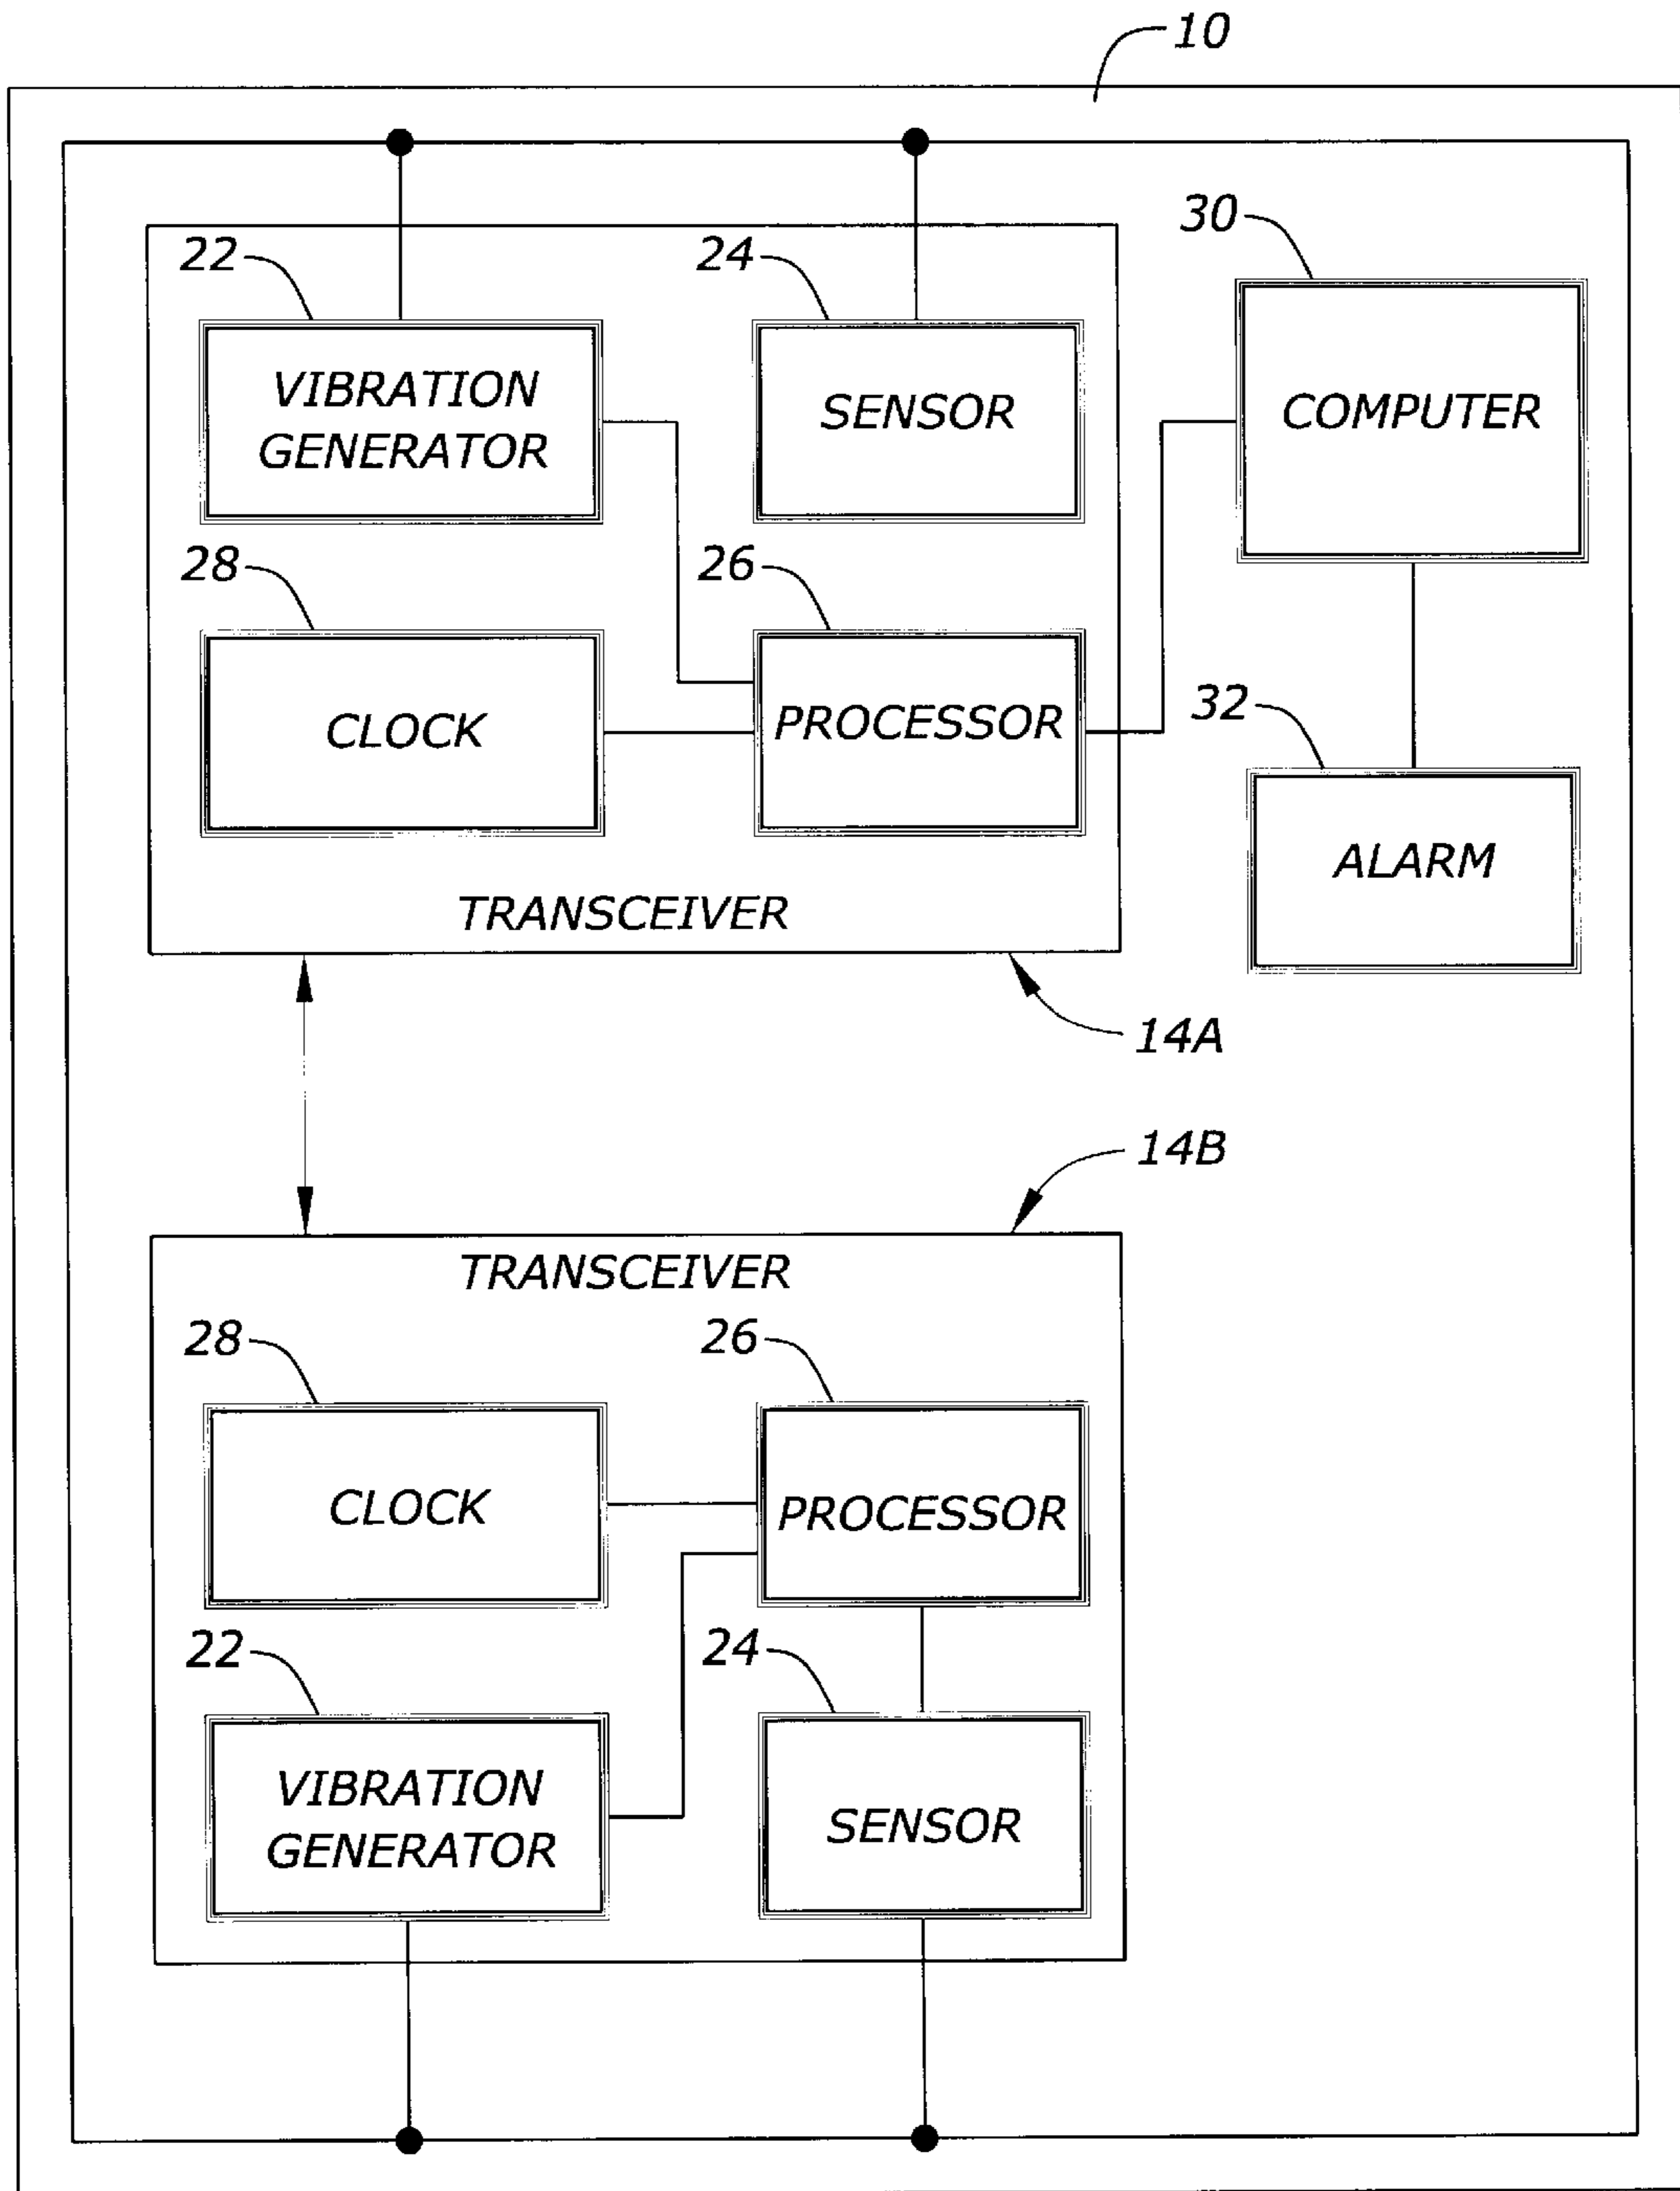 10
30
22
24
VIBRATION
GENERATOR
SENSOR
COMPUTER
28
26
CLOCK
PROCESSOR
32
ALARM
TRANSCEIVER
14A
14B
TRANSCEIVER
28
26
CLOCK
PROCESSOR
22
24
VIBRATION
GENERATOR
SENSOR